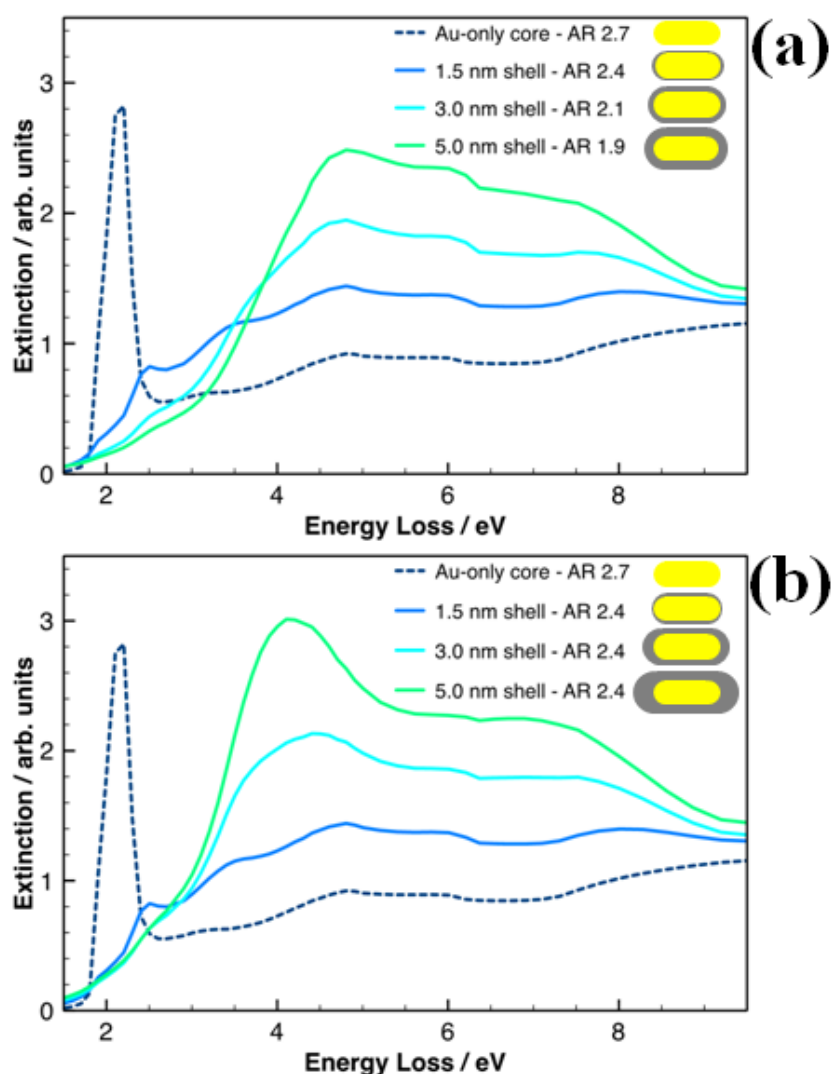 (a)
Au-only core - AR 2.7
1.5 nm shell - AR 2.4
3.0 nm shell - AR 2.1
5.0 nm shell - AR 1.9
Extinction / arb. units
3
2
1
0
2 4 6 8
Energy Loss / eV
(b)
Au-only core - AR 2.7
1.5 nm shell - AR 2.4
3.0 nm shell - AR 2.4
5.0 nm shell - AR 2.4
Extinction / arb. units
3
2
1
0
2 4 6 8
Energy Loss / eV